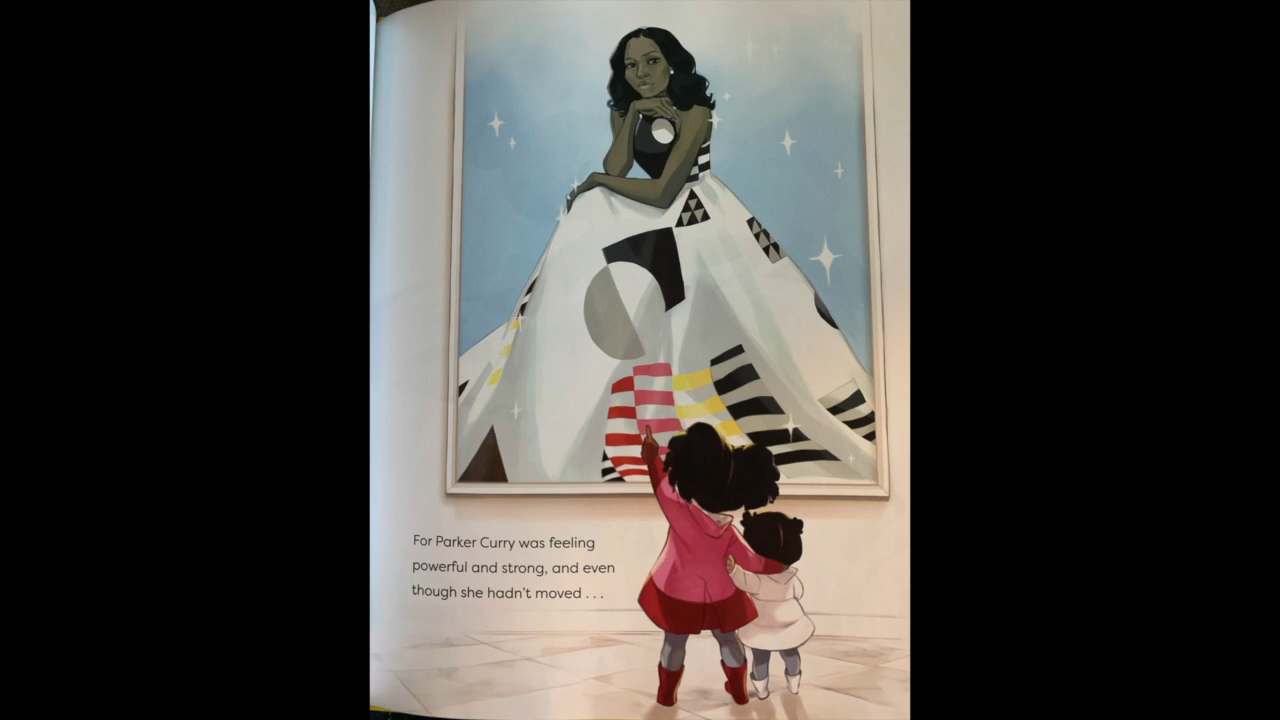 For Parker Curry was feeling
powerful and strong, and even
though she hadn't moved . . .